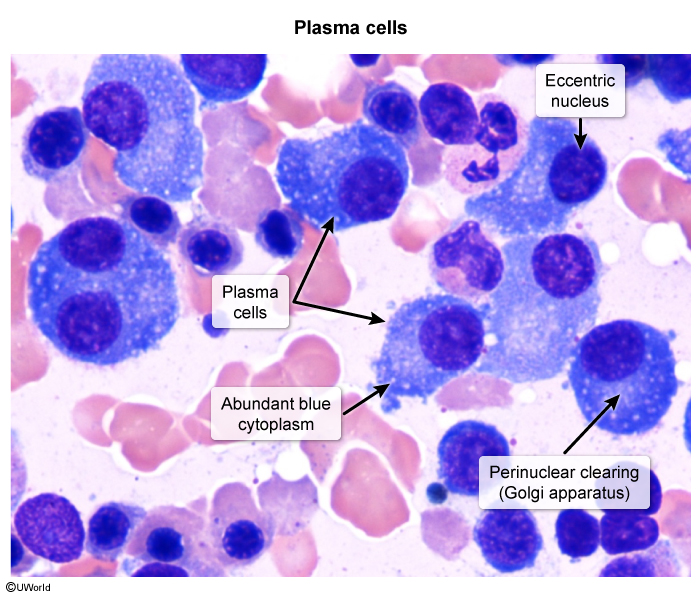 Plasma cells
Eccentric
nucleus
Plasma
cells
Abundant blue
cytoplasm
Perinuclear clearing
(Golgi apparatus)
©UWorld